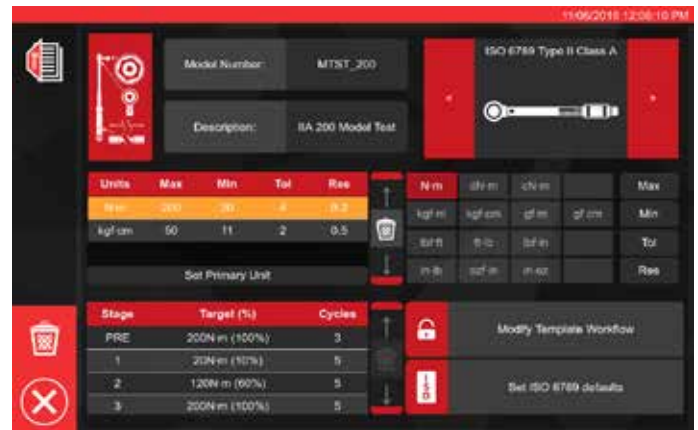 11/06/2018 12:08:10 PM
Model Number: MTST_200
ISO 6789 Type II Class A
Description: IIA 200 Model Test
Units Max Min Tol Res
N·m 200 20 4 0.2
kgf·cm 50 11 2 0.5
Set Primary Unit
N·m dN·m cN·m Max
kgf·m kgf·cm gf·m gf·cm Min
lbf·ft ft·lb lbf·in Tol
in·lb ozf·in in·oz Res
Stage Target (%) Cycles
PRE 200N·m (100%) 3
1 20N·m (10%) 5
2 120N·m (60%) 5
3 200N·m (100%) 5
Modify Template Workflow
Set ISO 6789 defaults